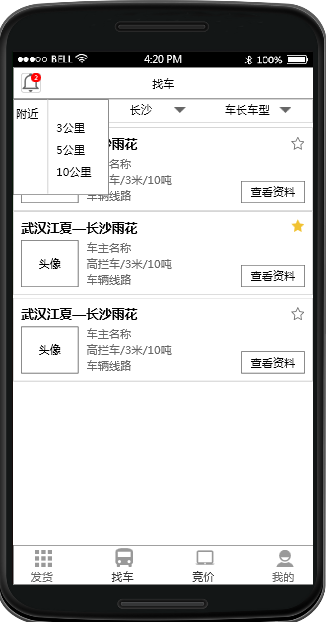 BELL 4:20 PM 100%
2
找车
附近 长沙 车长车型
3公里
5公里
10公里
沙雨花
名称
车/3米/10吨
车辆线路
查看资料
武汉江夏—长沙雨花
头像
车主名称
高拦车/3米/10吨
车辆线路
查看资料
武汉江夏—长沙雨花
头像
车主名称
高拦车/3米/10吨
车辆线路
查看资料
发货 找车 竞价 我的